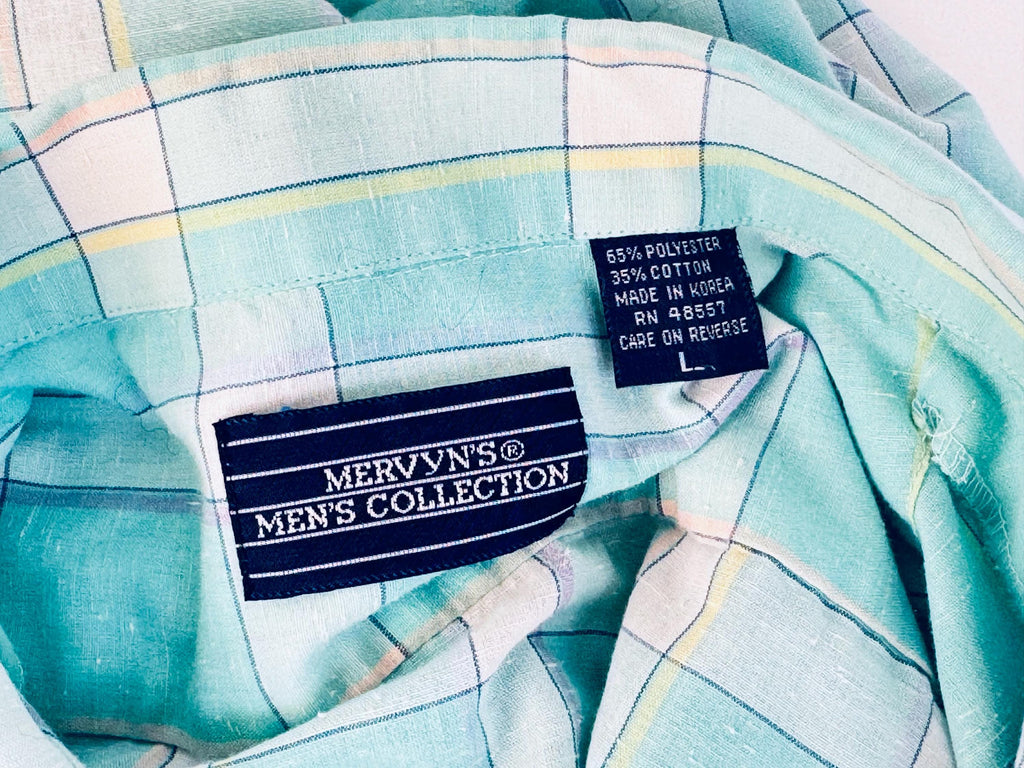 65% POLYESTER
35% COTTON
MADE IN KOREA
RN 48557
CARE ON REVERSE
L
MERVYN'S®
MEN'S COLLECTION